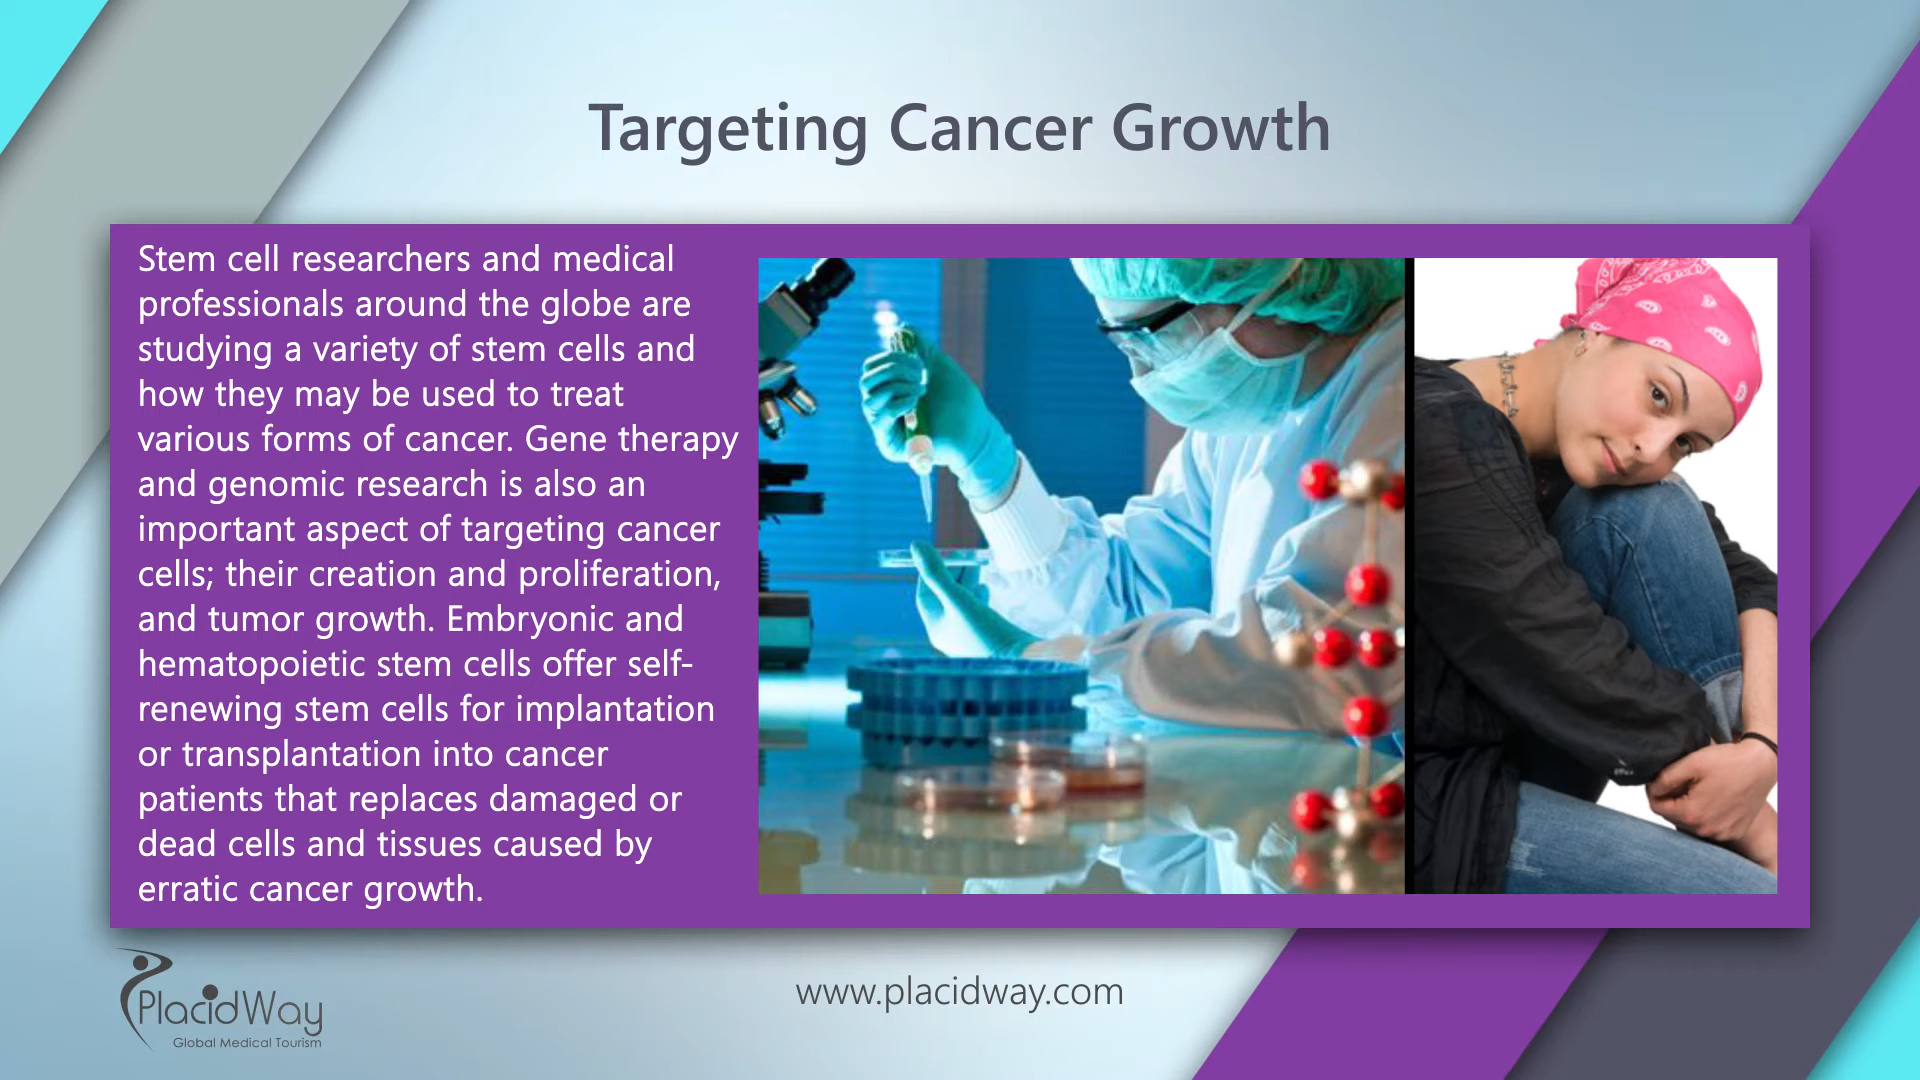 Targeting Cancer Growth
Stem cell researchers and medical
professionals around the globe are
studying a variety of stem cells and
how they may be used to treat
various forms of cancer. Gene therapy
and genomic research is also an
important aspect of targeting cancer
cells; their creation and proliferation,
and tumor growth. Embryonic and
hematopoietic stem cells offer self-
renewing stem cells for implantation
or transplantation into cancer
patients that replaces damaged or
dead cells and tissues caused by
erratic cancer growth.
PlacidWay
Global Medical Tourism
www.placidway.com